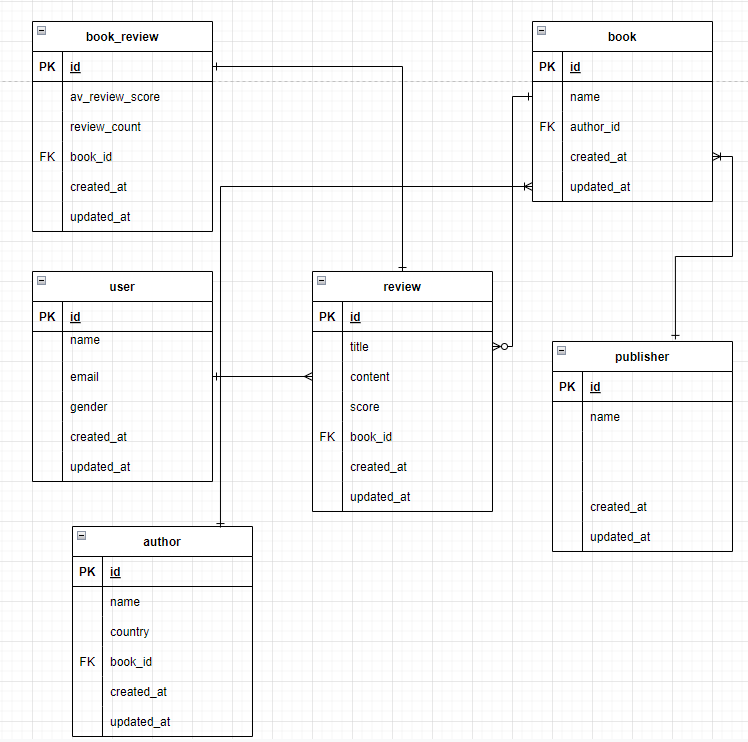 book_review
PK id
av_review_score
review_count
FK book_id
created_at
updated_at
book
PK id
name
FK author_id
created_at
updated_at
user
PK id
name
email
gender
created_at
updated_at
review
PK id
title
content
score
FK book_id
created_at
updated_at
publisher
PK id
name
created_at
updated_at
author
PK id
name
country
FK book_id
created_at
updated_at